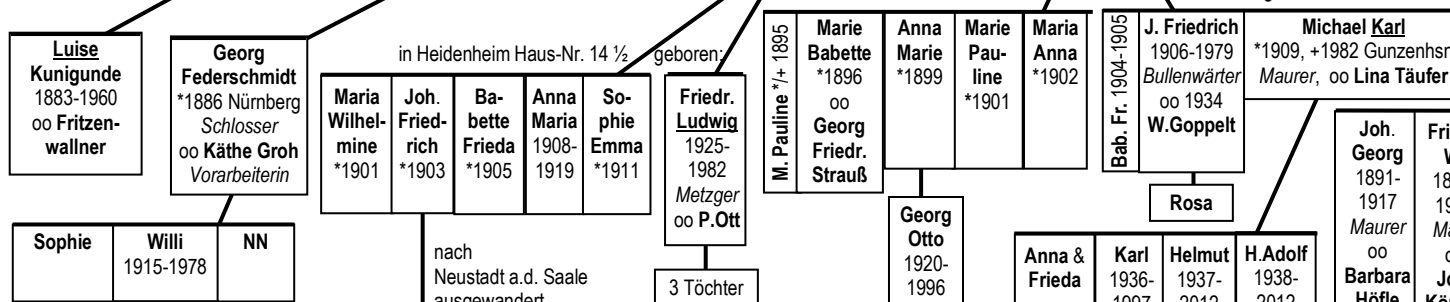 Luise
Kunigunde
1883-1960
oo Fritzen-
wallner
Georg
Federschmidt
*1886 Nürnberg
Schlosser
oo Käthe Groh
Vorarbeiterin
Sophie
Willi
1915-1978
NN
in Heidenheim Haus-Nr. 14 ½ geboren:
Maria
Wilhel-
mine
*1901
Joh.
Fried-
rich
*1903
Ba-
bette
Frieda
*1905
Anna
Maria
1908-
1919
So-
phie
Emma
*1911
nach
Neustadt a.d. Saale
ausgewandert
Friedr.
Ludwig
1925-
1982
Metzger
oo P.Ott
3 Töchter
M. Pauline */+ 1895
Marie
Babette
*1896
oo
Georg
Friedr.
Strauß
Anna
Marie
*1899
Marie
Pau-
line
*1901
Maria
Anna
*1902
Georg
Otto
1920-
1996
Bab. Fr. 1904-1905
J. Friedrich
1906-1979
Bullenwärter
oo 1934
W.Goppelt
Rosa
Michael Karl
*1909, +1982 Gunzenhsn
Maurer, oo Lina Täufer
Anna &
Frieda
Karl
1936-
1997
Helmut
1937-
2012
H.Adolf
1938-
2012
Joh.
Georg
1891-
1917
Maurer
oo
Barbara
Höfle